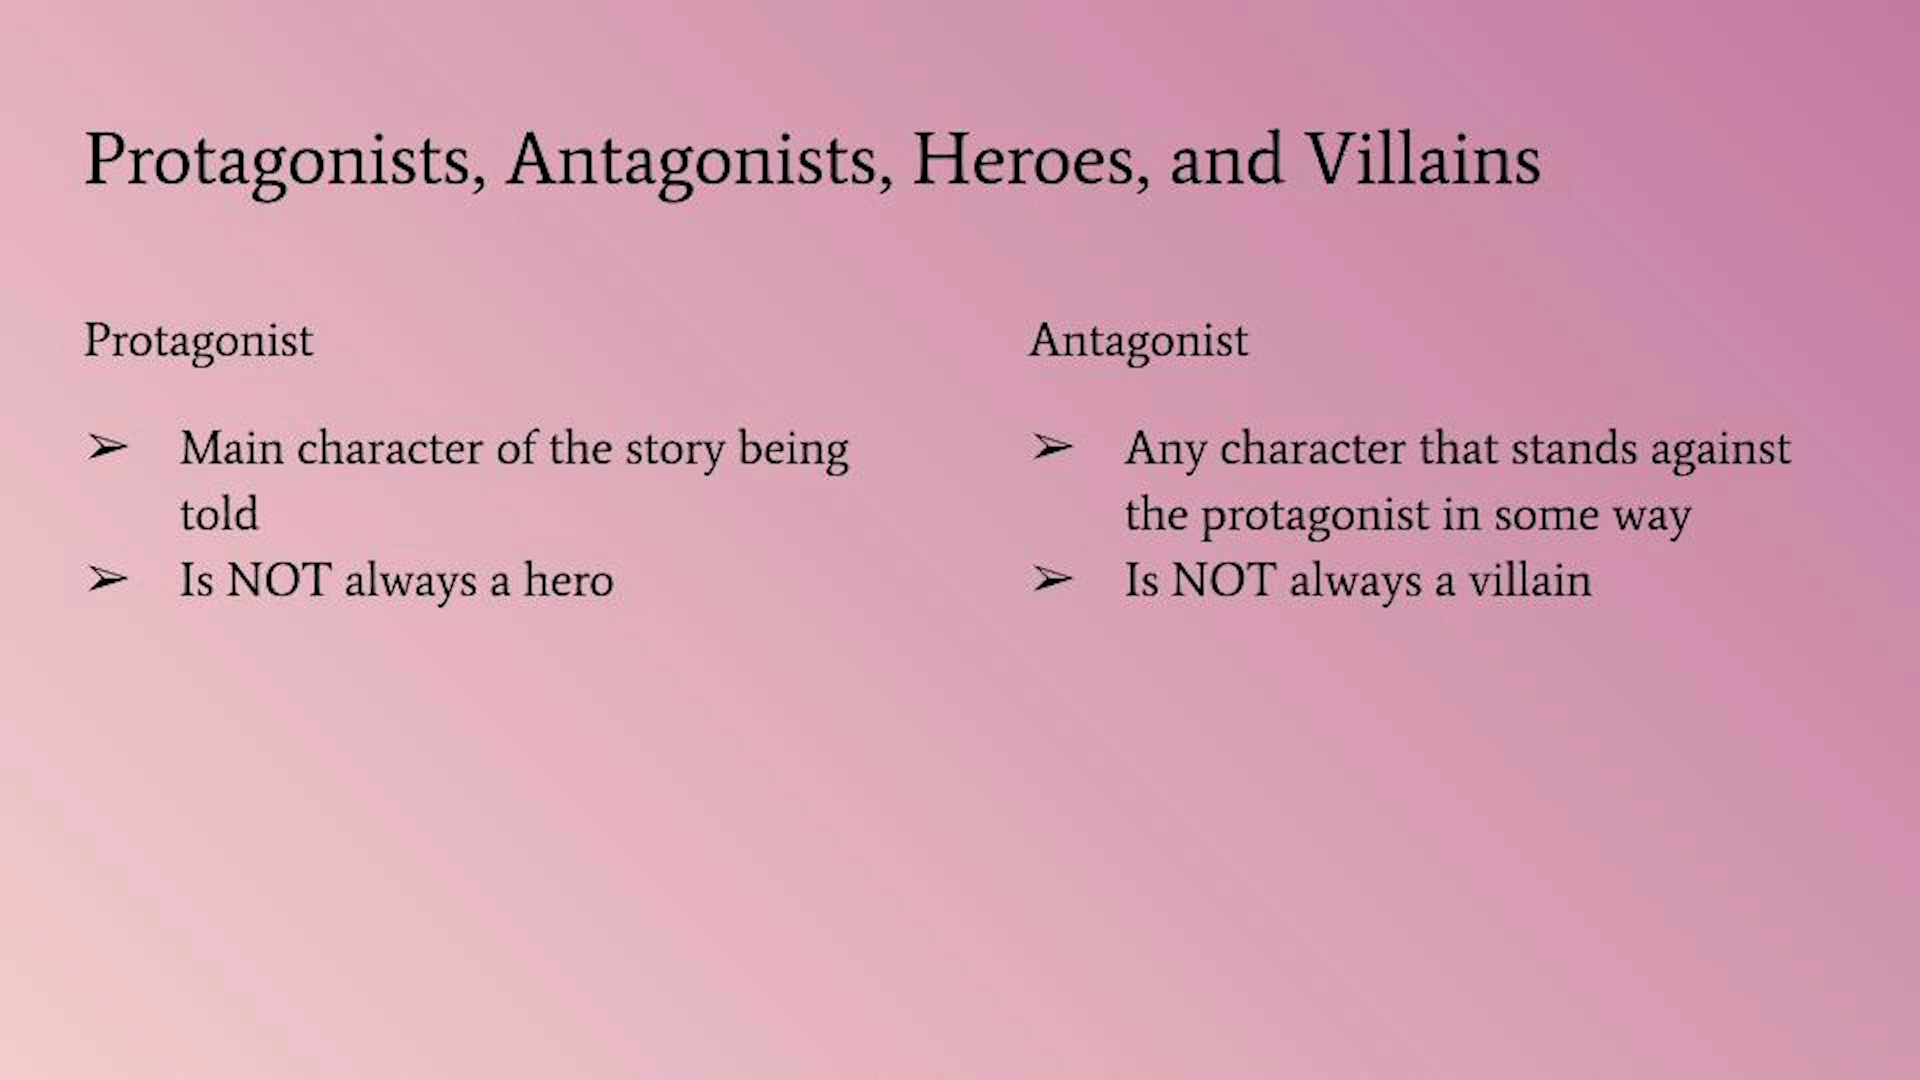 Protagonists, Antagonists, Heroes, and Villains
Protagonist
➢ Main character of the story being
told
➢ Is NOT always a hero
Antagonist
➢ Any character that stands against
the protagonist in some way
➢ Is NOT always a villain